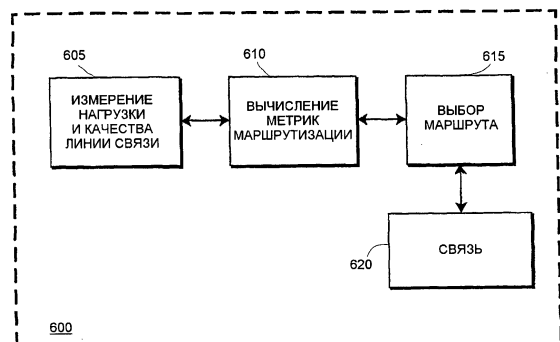 605
ИЗМЕРЕНИЕ
НАГРУЗКИ
И КАЧЕСТВА
ЛИНИИ СВЯЗИ
610
ВЫЧИСЛЕНИЕ
МЕТРИК
МАРШРУТИЗАЦИИ
615
ВЫБОР
МАРШРУТА
620
СВЯЗЬ
600